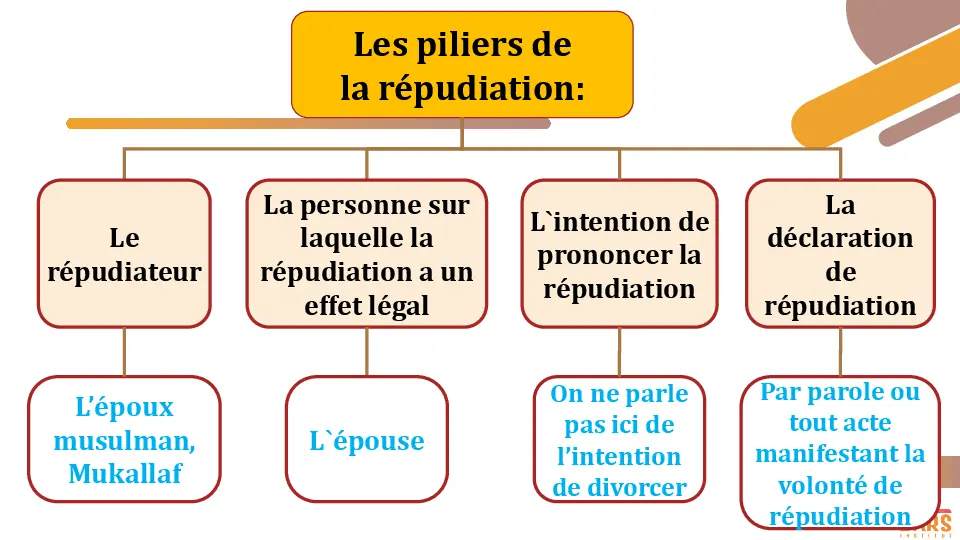 Les piliers de
la répudiation:
Le
répudiateur
La personne sur
laquelle la
répudiation a un
effet légal
L`intention de
prononcer la
répudiation
La
déclaration
de
répudiation
L’époux
musulman,
Mukallaf
L`épouse
On ne parle
pas ici de
l’intention
de divorcer
Par parole ou
tout acte
manifestant la
volonté de
répudiation